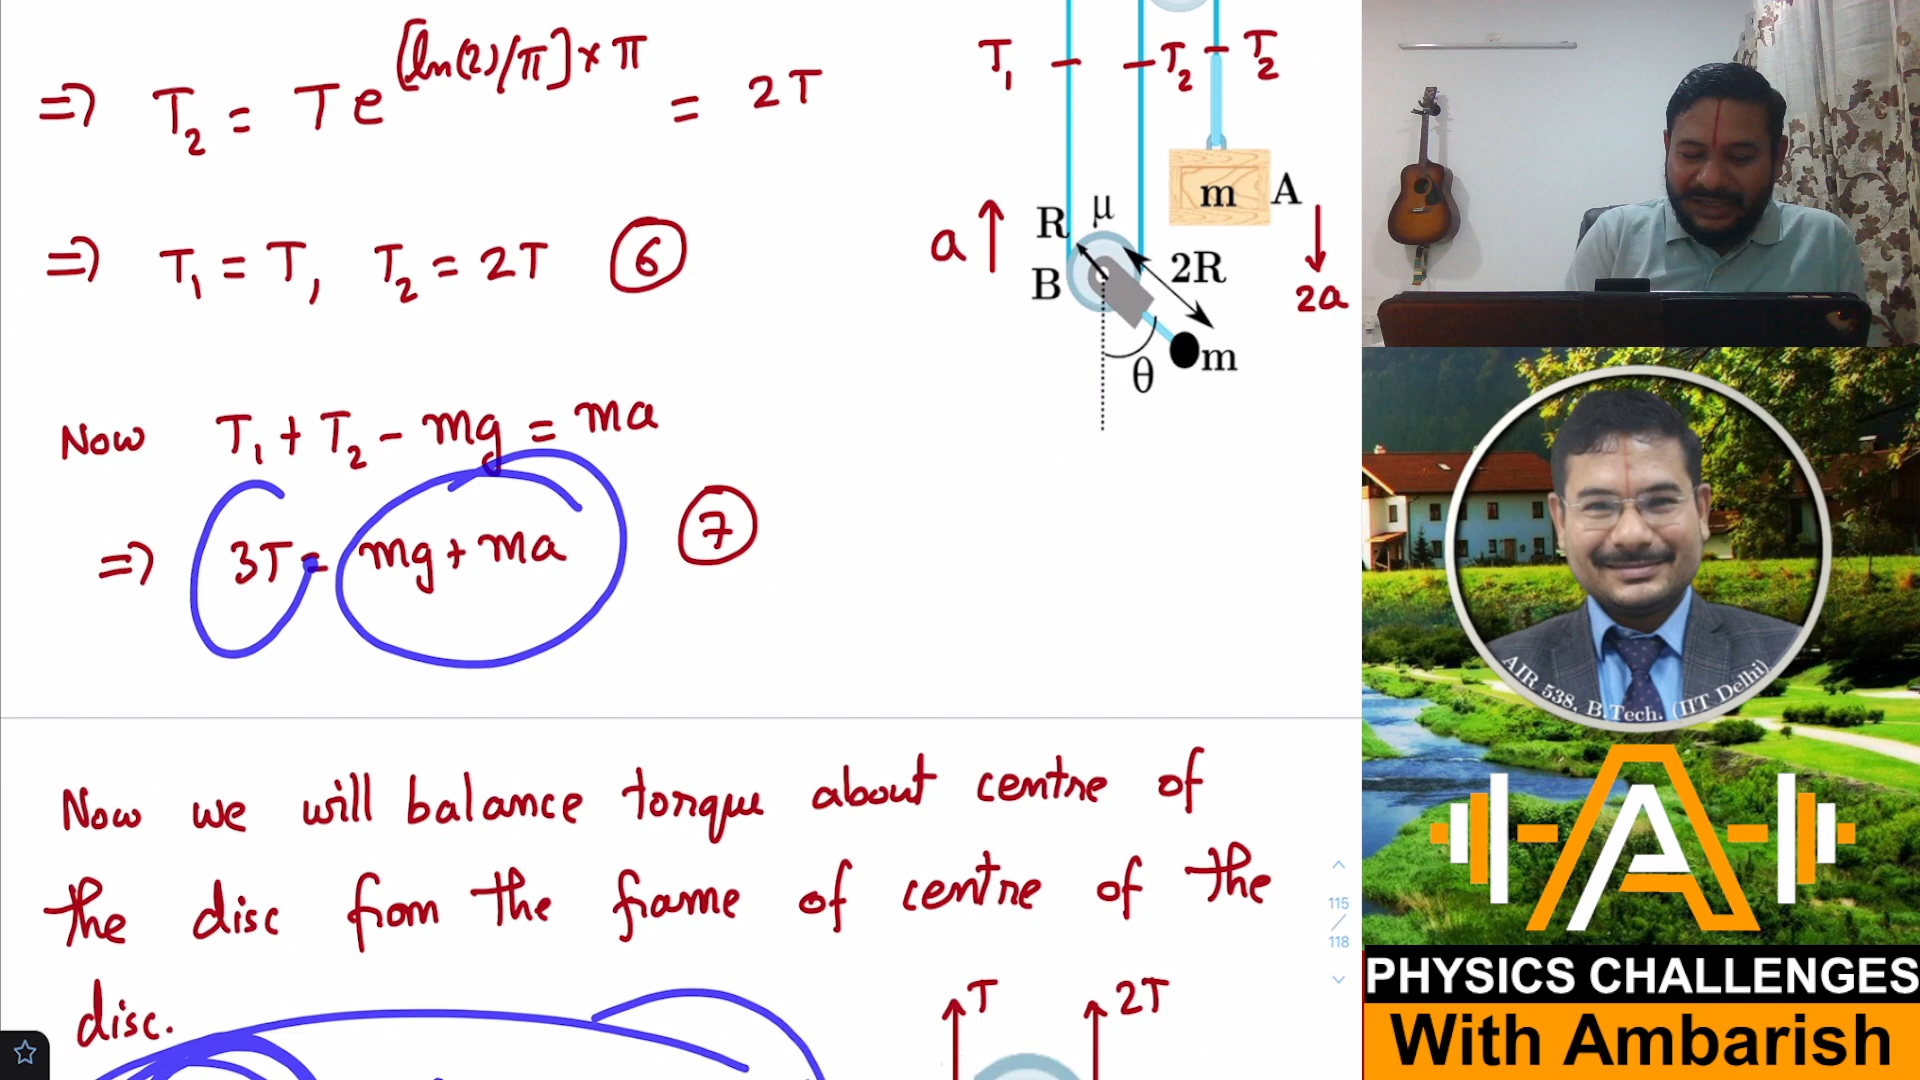 => T₂ = T e^[ln(2)/π]×π = 2T
=> T₁ = T, T₂ = 2T ⑥
Now T₁ + T₂ - mg = ma
=> 3T = mg + ma ⑦
Now we will balance torque about centre of
the disc from the frame of centre of the
disc.
T₁ - - T₂ - T₂
m A
R μ
a 2R
B 2a
θ m
T 2T
115
/
118
AIR 538, B.Tech. (IIT Delhi)
A
PHYSICS CHALLENGES
With Ambarish